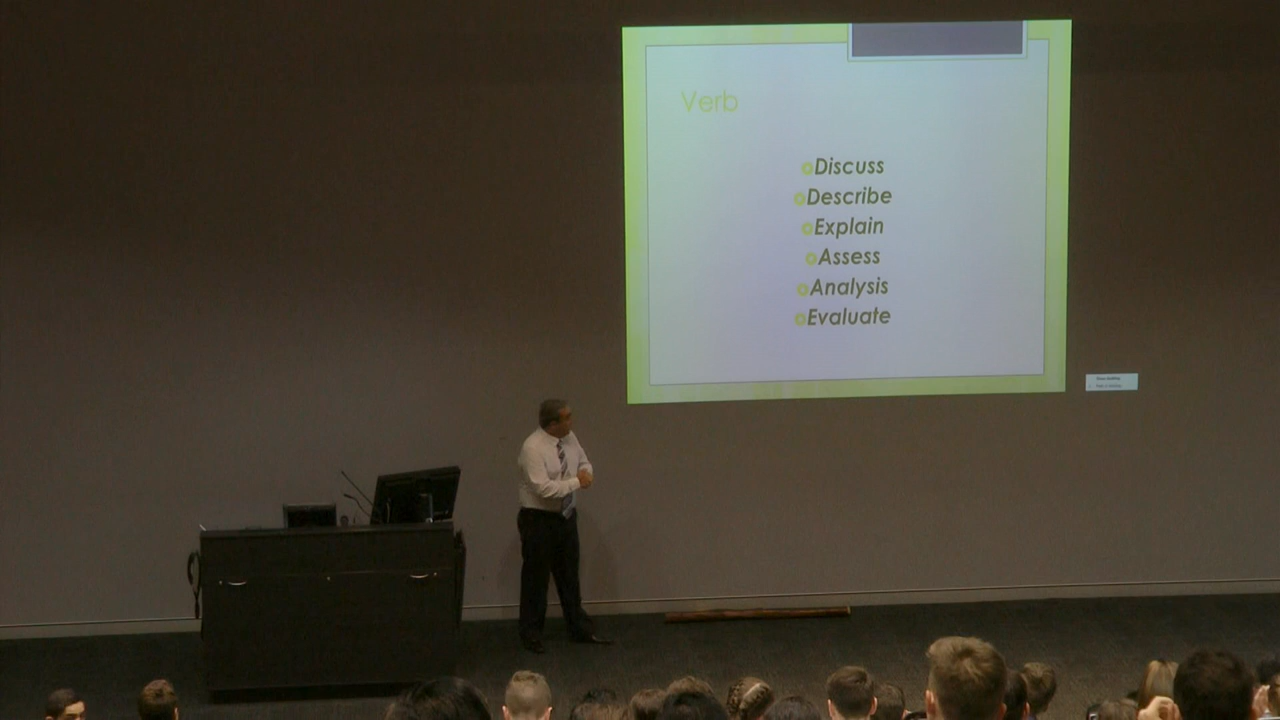 Verb
Discuss
Describe
Explain
Assess
Analysis
Evaluate